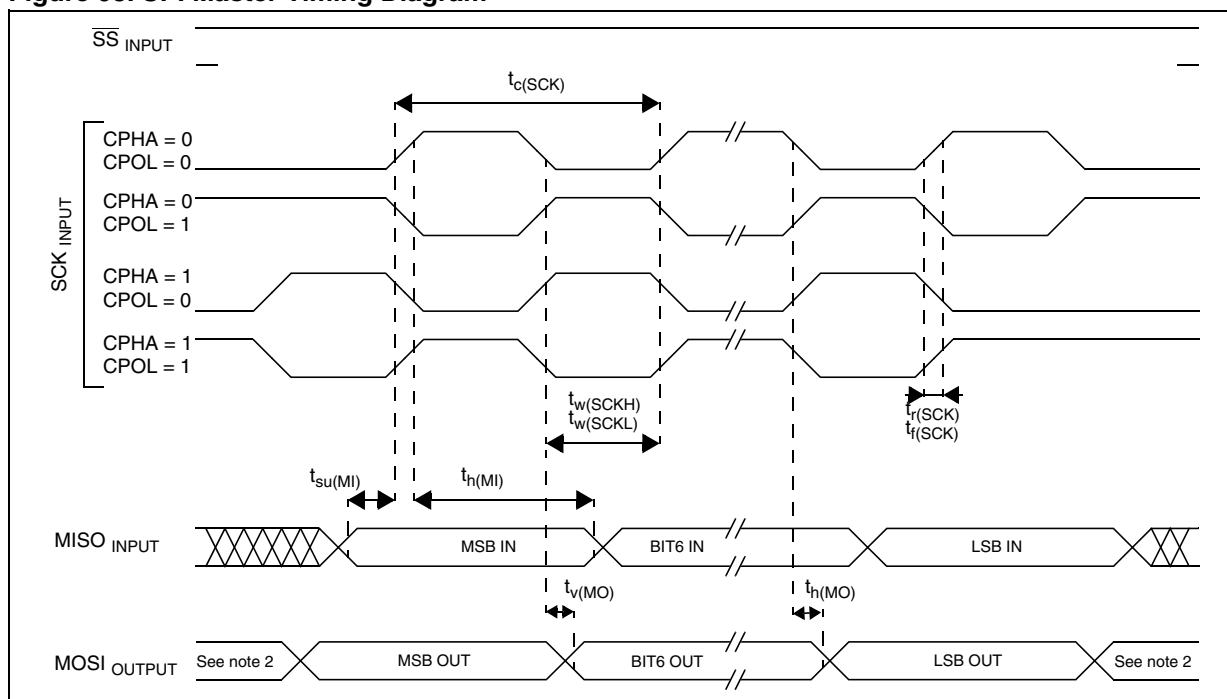 Figure SPI Master Timing Diagram
SS INPUT
tc(SCK)
SCK INPUT
CPHA = 0
CPOL = 0
CPHA = 0
CPOL = 1
CPHA = 1
CPOL = 0
CPHA = 1
CPOL = 1
tw(SCKH)
tw(SCKL)
tr(SCK)
tf(SCK)
tsu(MI)
th(MI)
MISO INPUT
MSB IN
BIT6 IN
LSB IN
tv(MO)
th(MO)
MOSI OUTPUT
See note 2
MSB OUT
BIT6 OUT
LSB OUT
See note 2